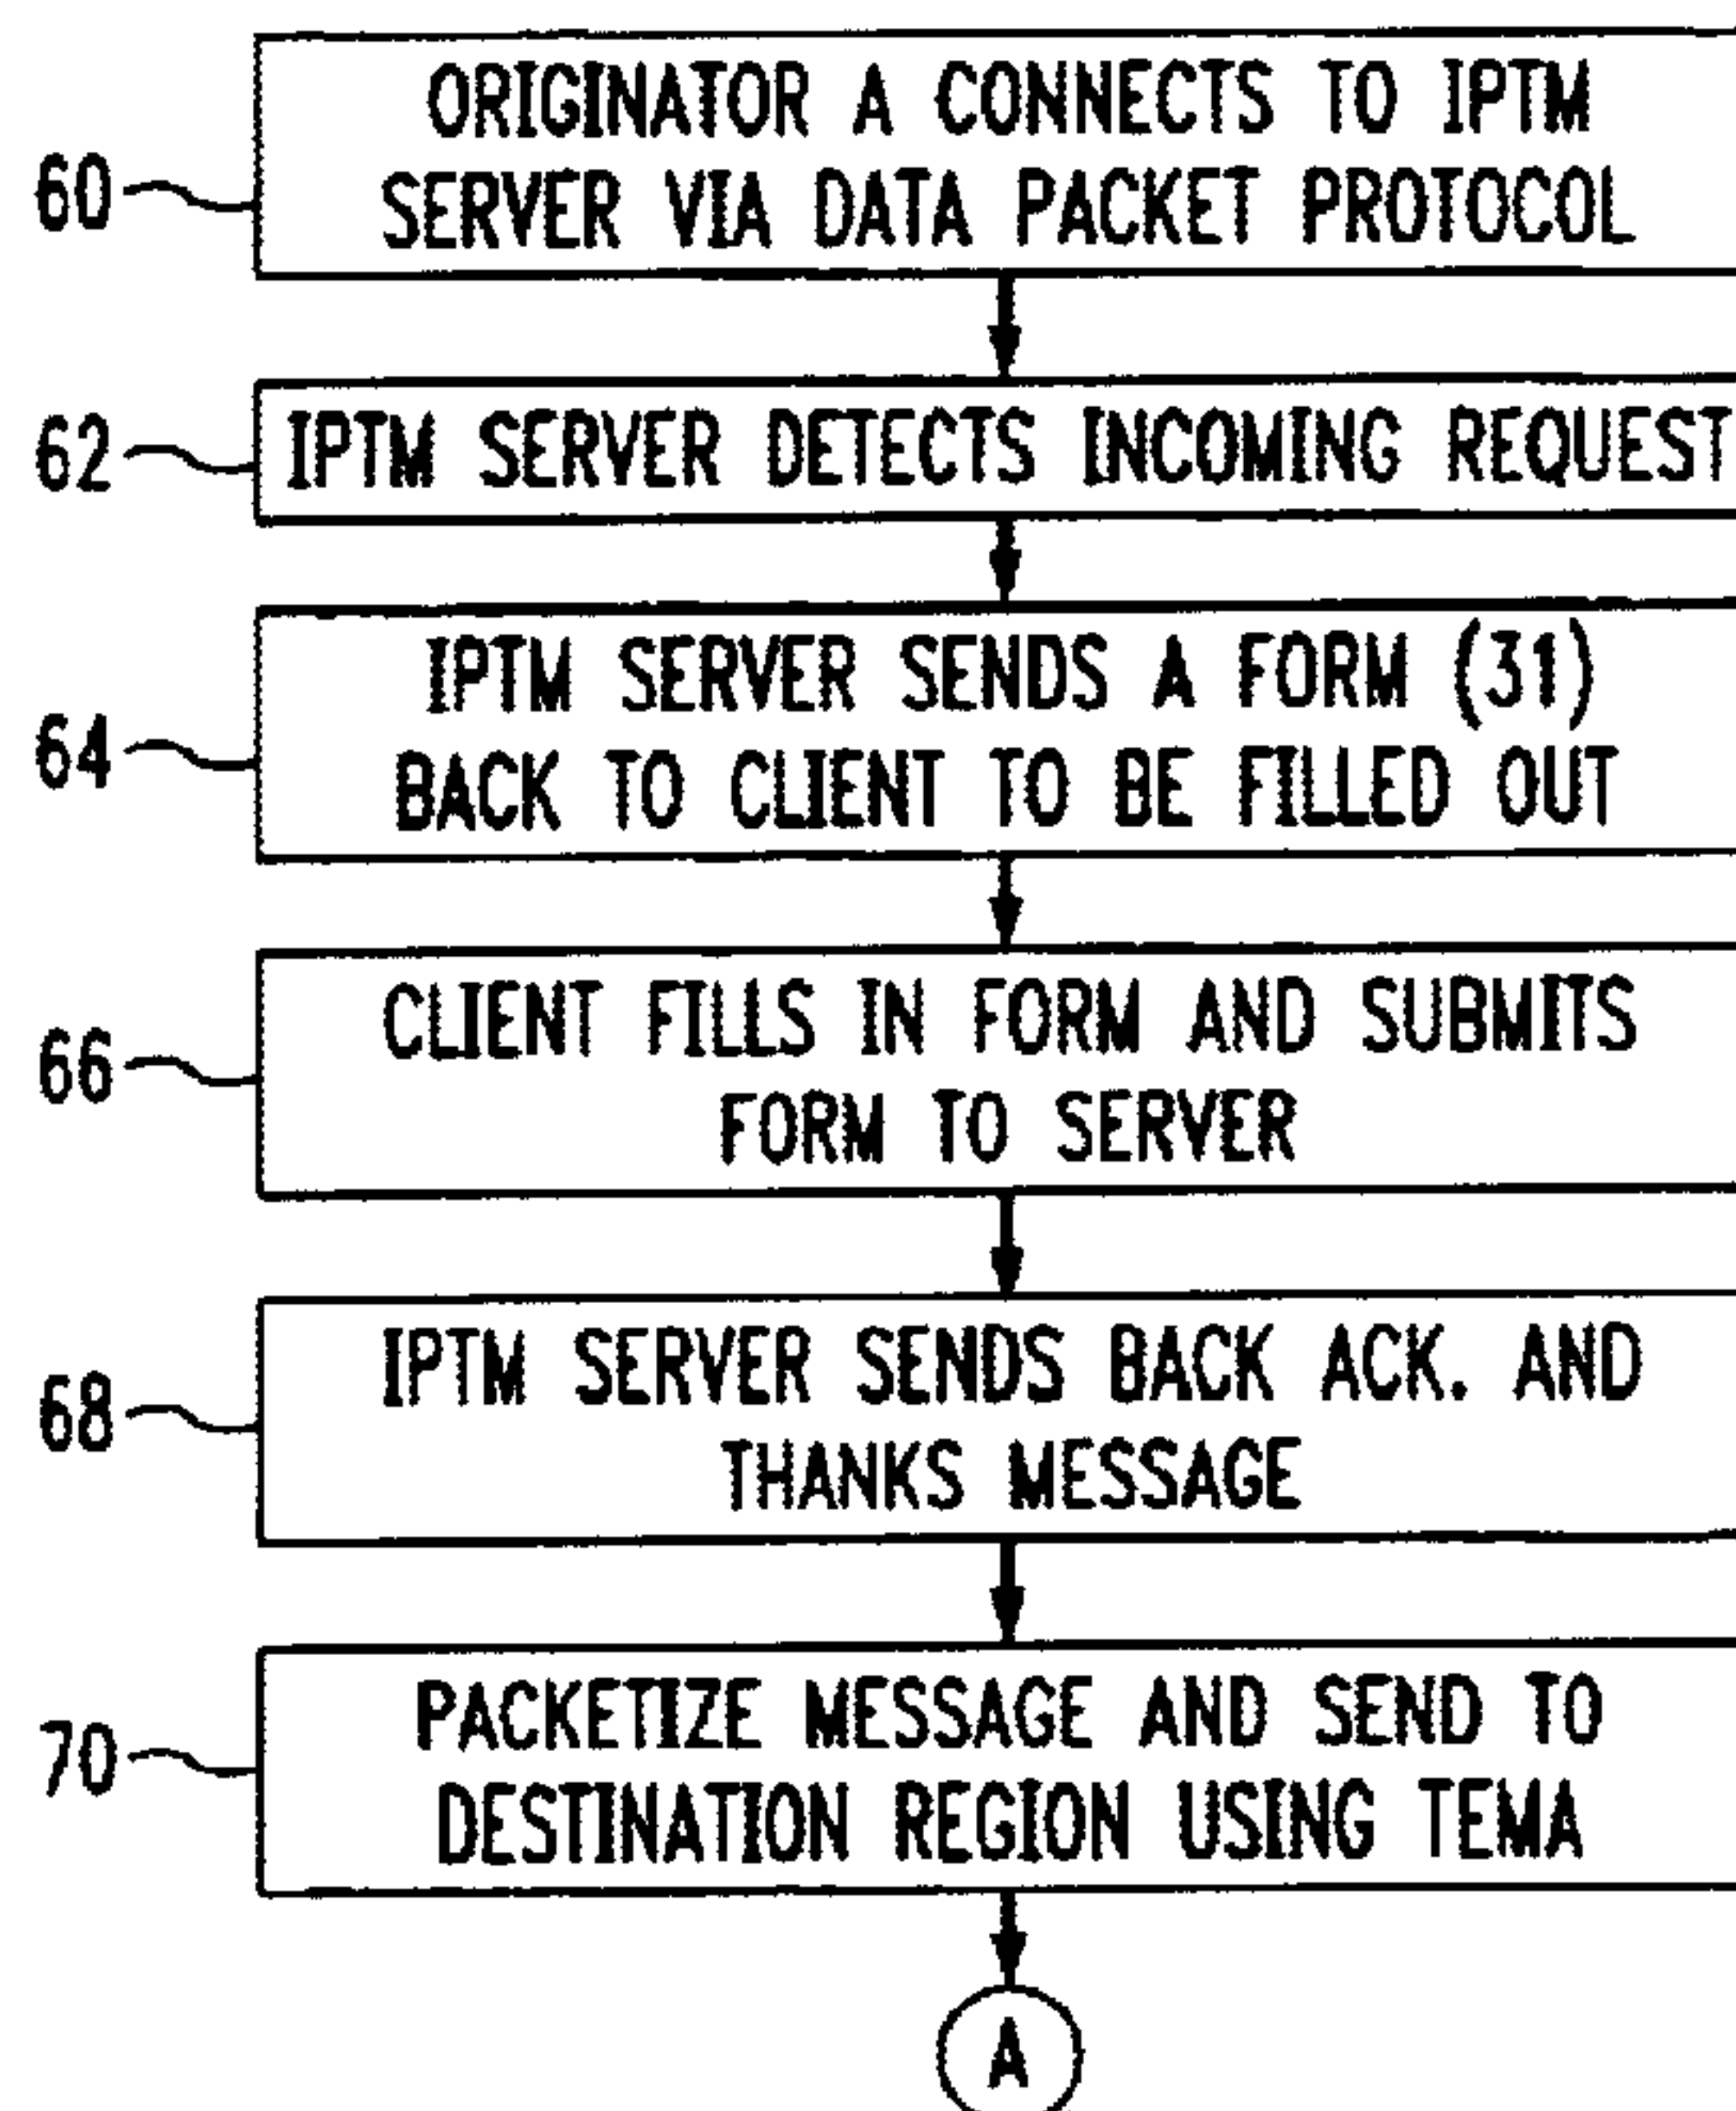 60
ORIGINATOR A CONNECTS TO IPTM
SERVER VIA DATA PACKET PROTOCOL
62
IPTM SERVER DETECTS INCOMING REQUEST
64
IPTM SERVER SENDS A FORM (31)
BACK TO CLIENT TO BE FILLED OUT
66
CLIENT FILLS IN FORM AND SUBMITS
FORM TO SERVER
68
IPTM SERVER SENDS BACK ACK. AND
THANKS MESSAGE
70
PACKETIZE MESSAGE AND SEND TO
DESTINATION REGION USING TEMA
A